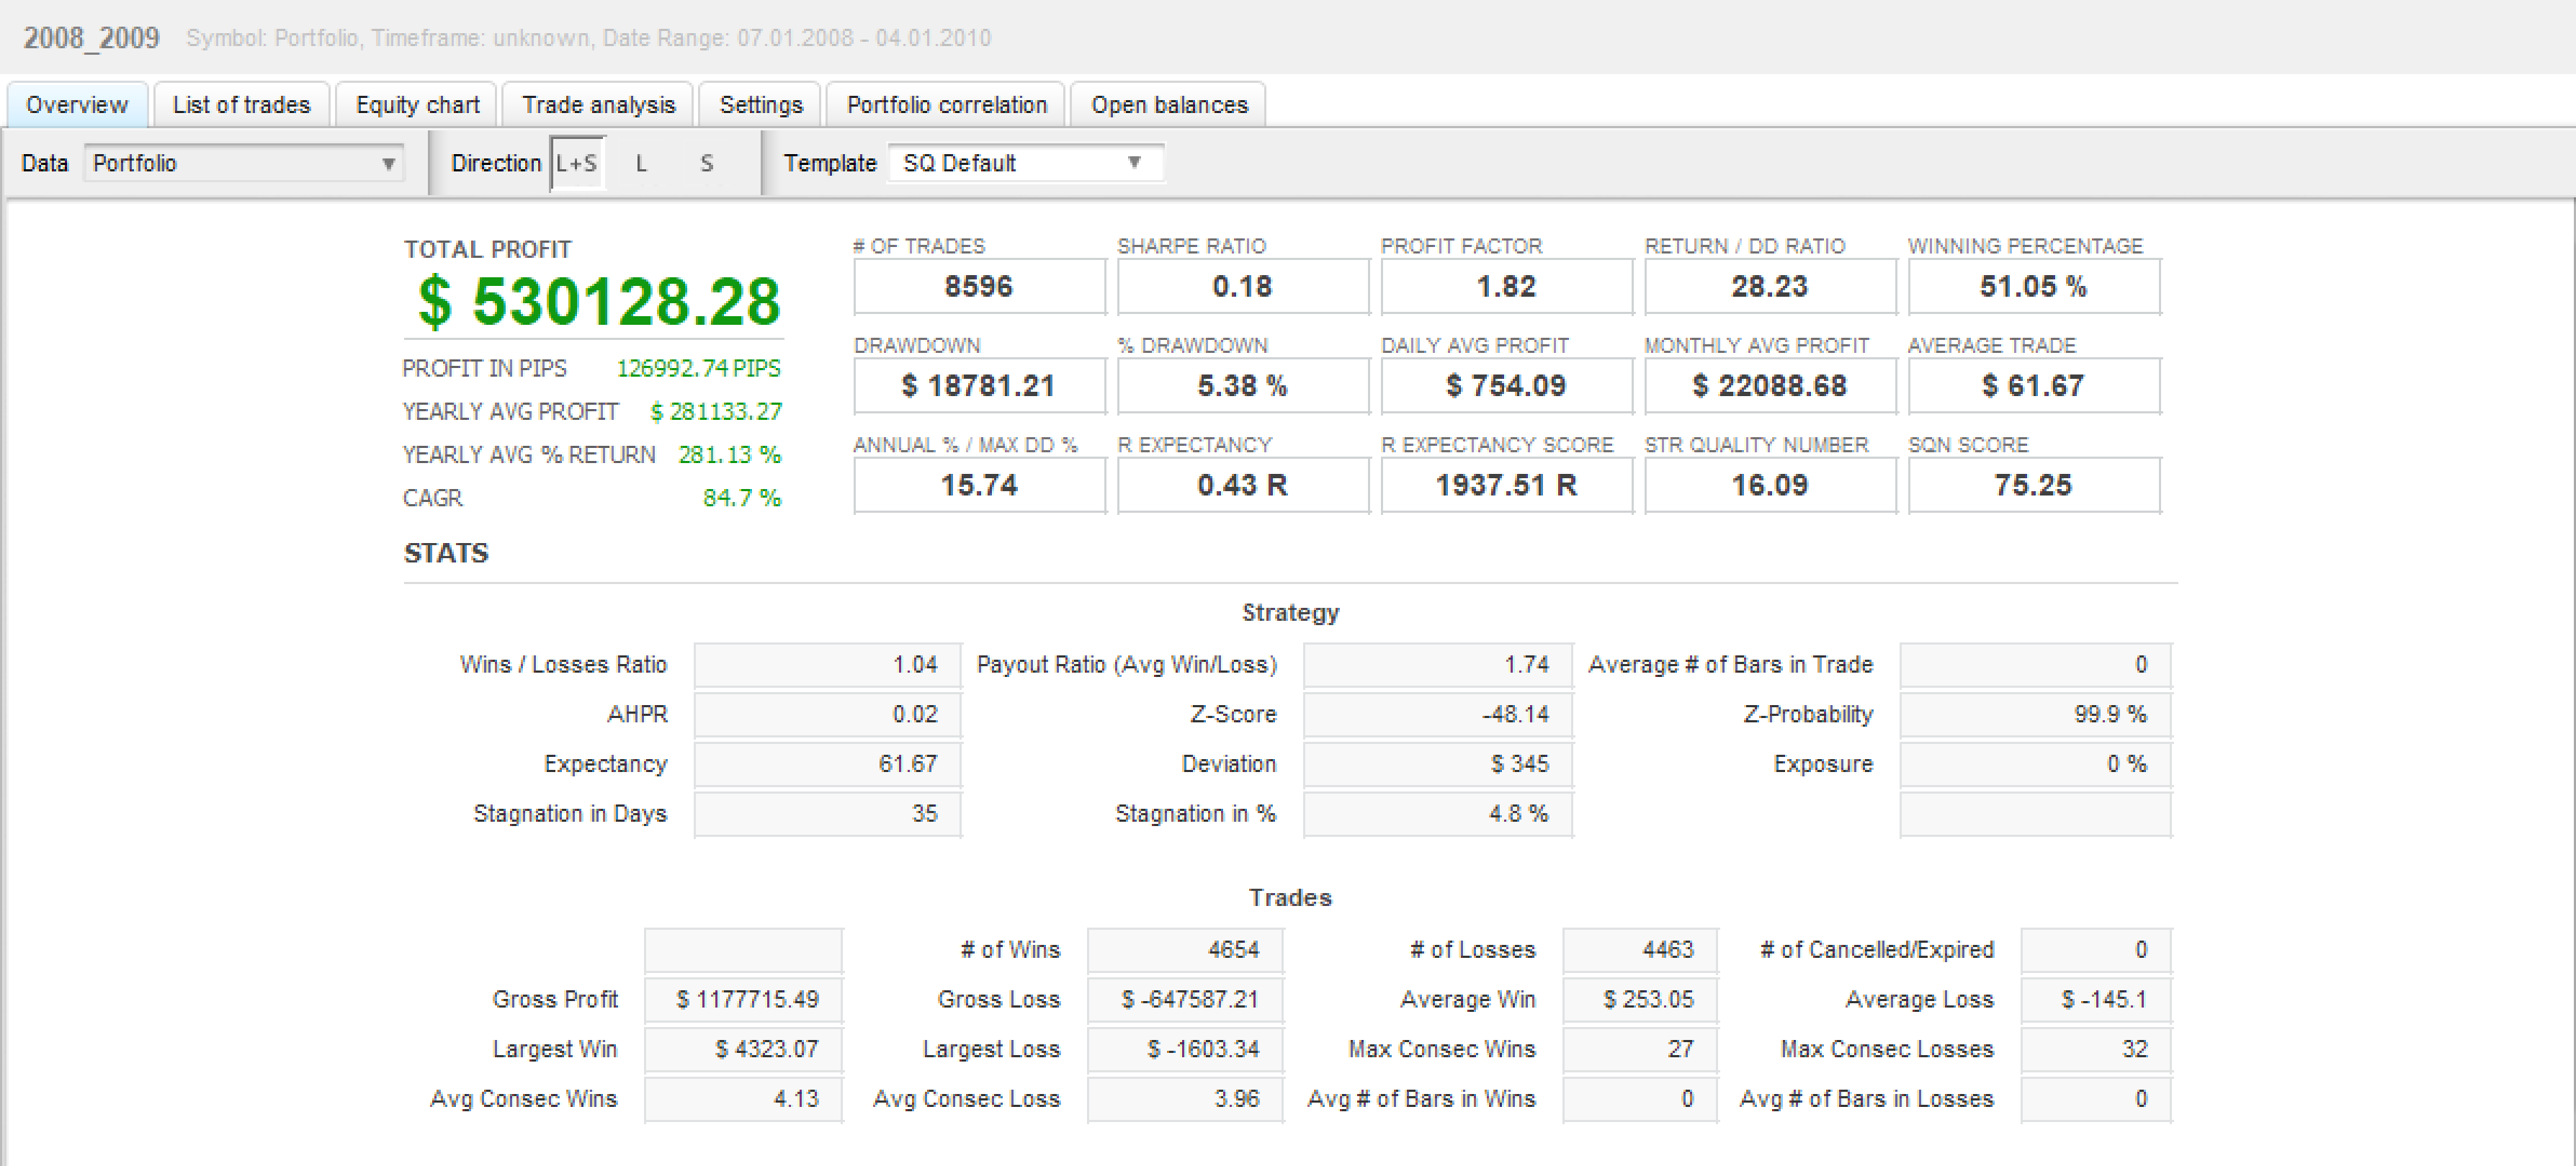 2008_2009 Symbol: Portfolio, Timeframe: unknown, Date Range: 07.01.2008 - 04.01.2010
Overview List of trades Equity chart Trade analysis Settings Portfolio correlation Open balances
Data Portfolio Direction L+S L S Template SQ Default
TOTAL PROFIT
$ 530128.28
PROFIT IN PIPS 126992.74 PIPS
YEARLY AVG PROFIT $ 281133.27
YEARLY AVG % RETURN 281.13 %
CAGR 84.7 %
# OF TRADES SHARPE RATIO PROFIT FACTOR RETURN / DD RATIO WINNING PERCENTAGE
8596 0.18 1.82 28.23 51.05 %
DRAWDOWN % DRAWDOWN DAILY AVG PROFIT MONTHLY AVG PROFIT AVERAGE TRADE
$ 18781.21 5.38 % $ 754.09 $ 22088.68 $ 61.67
ANNUAL % / MAX DD % R EXPECTANCY R EXPECTANCY SCORE STR QUALITY NUMBER SQN SCORE
15.74 0.43 R 1937.51 R 16.09 75.25
STATS
Strategy
Wins / Losses Ratio 1.04 Payout Ratio (Avg Win/Loss) 1.74 Average # of Bars in Trade 0
AHPR 0.02 Z-Score -48.14 Z-Probability 99.9 %
Expectancy 61.67 Deviation $ 345 Exposure 0 %
Stagnation in Days 35 Stagnation in % 4.8 %
Trades
# of Wins 4654 # of Losses 4463 # of Cancelled/Expired 0
Gross Profit $ 1177715.49 Gross Loss $ -647587.21 Average Win $ 253.05 Average Loss $ -145.1
Largest Win $ 4323.07 Largest Loss $ -1603.34 Max Consec Wins 27 Max Consec Losses 32
Avg Consec Wins 4.13 Avg Consec Loss 3.96 Avg # of Bars in Wins 0 Avg # of Bars in Losses 0